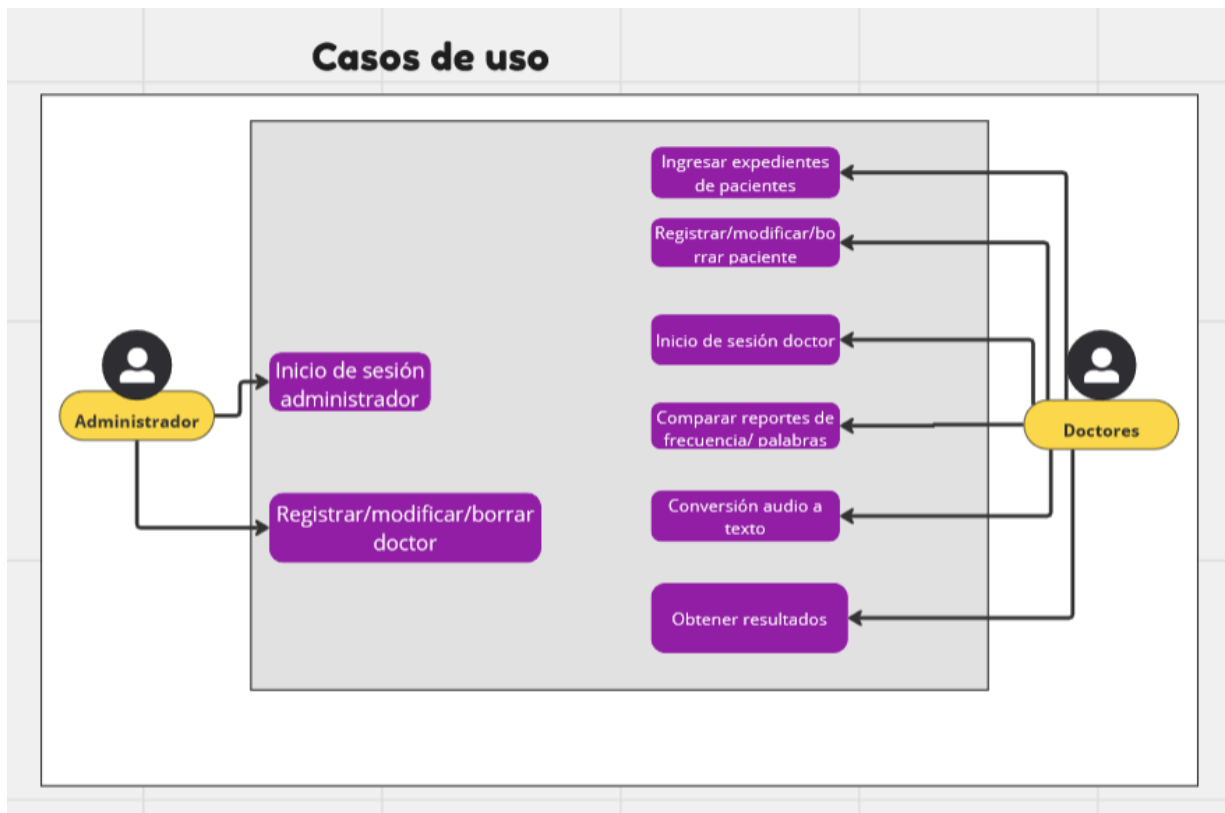 Casos de uso
Ingresar expedientes
de pacientes
Registrar/modificar/bo
rrar paciente
Inicio de sesión doctor
Inicio de sesión
administrador
Administrador
Comparar reportes de
frecuencia/ palabras
Doctores
Registrar/modificar/borrar
doctor
Conversión audio a
texto
Obtener resultados